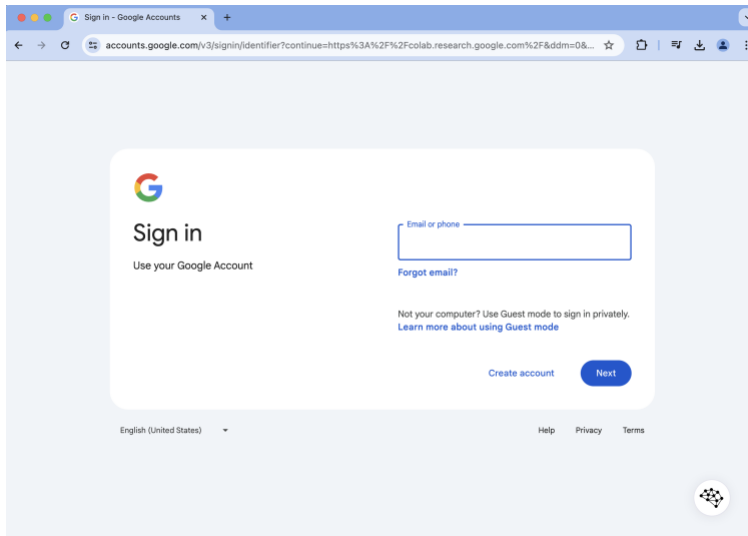 Sign in - Google Accounts
accounts.google.com/v3/signin/identifier?continue=https%3A%2F%2Fcolab.research.google.com%2F&ddm=0&...
Sign in
Use your Google Account
Email or phone
Forgot email?
Not your computer? Use Guest mode to sign in privately.
Learn more about using Guest mode
Create account
Next
English (United States)
Help Privacy Terms